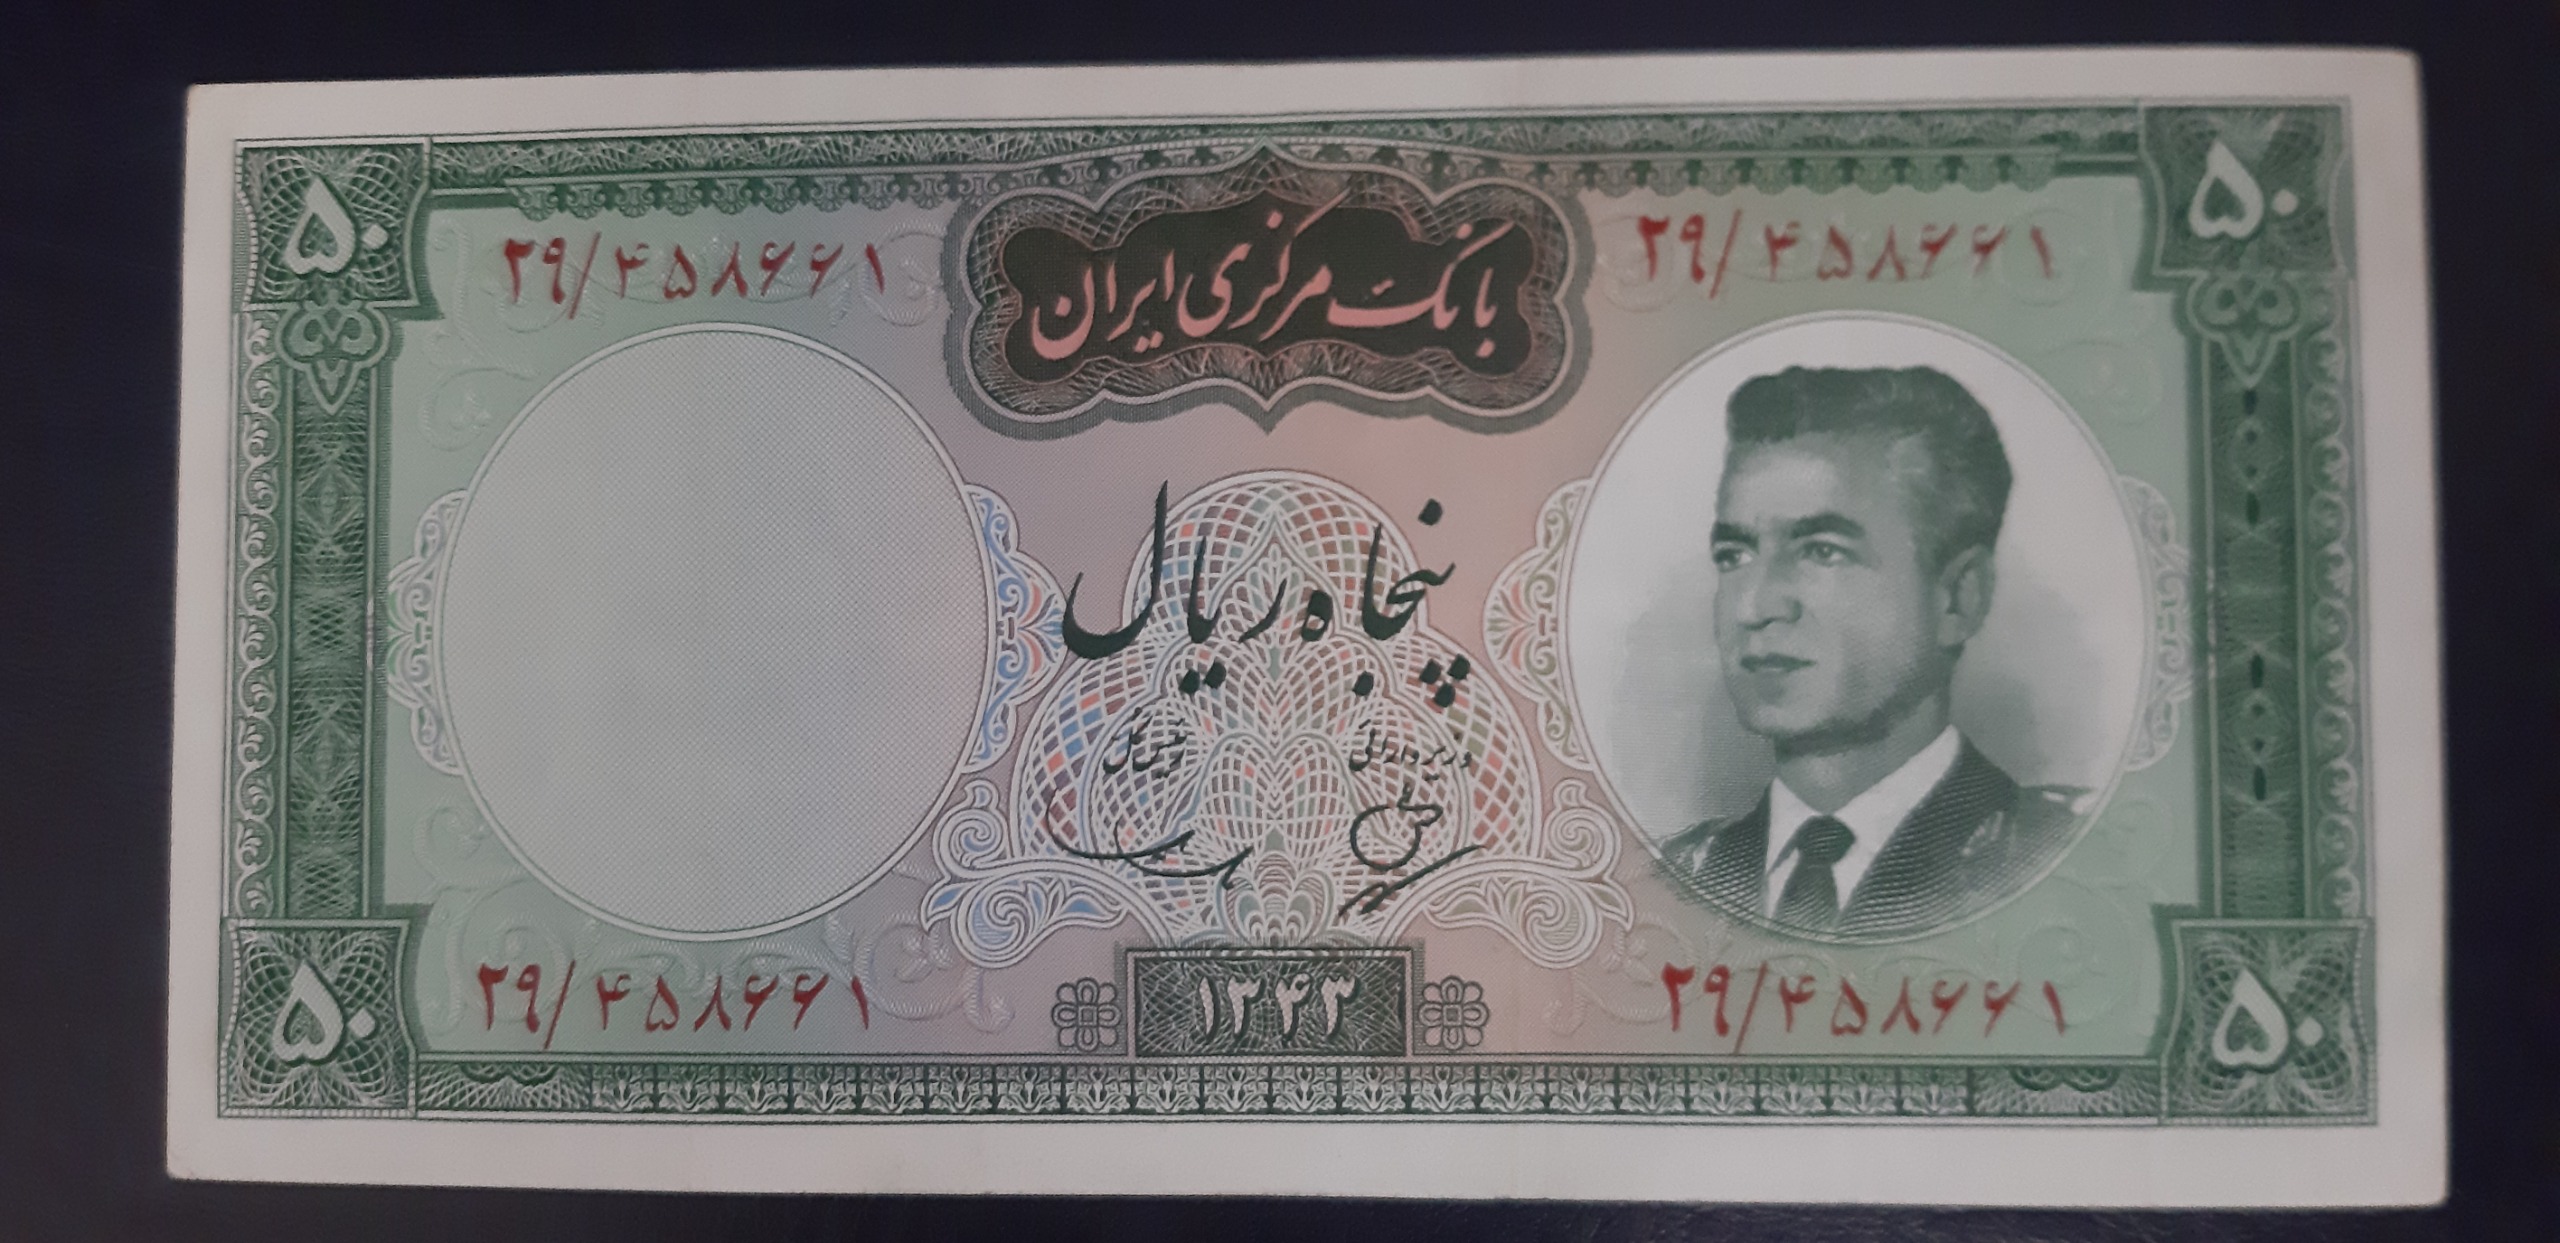 ۵۰
۵۰
بانک مرکزی ایران
۲۹/۴۵۸۶۶۱
۲۹/۴۵۸۶۶۱
پنجاه ریال
وزیر دارائی
رئیس کل
۲۹/۴۵۸۶۶۱
۲۹/۴۵۸۶۶۱
۱۳۴۳
۵۰
۵۰